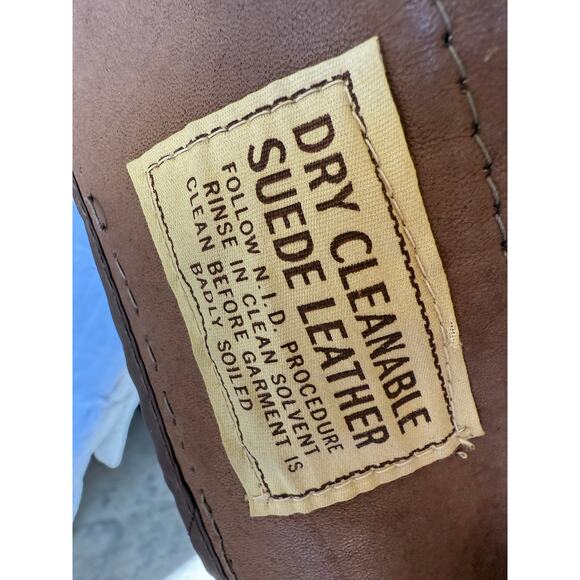 DRY CLEANABLE
SUEDE LEATHER
FOLLOW N.I.D. PROCEDURE
RINSE IN CLEAN SOLVENT
CLEAN BEFORE GARMENT IS
BADLY SOILED